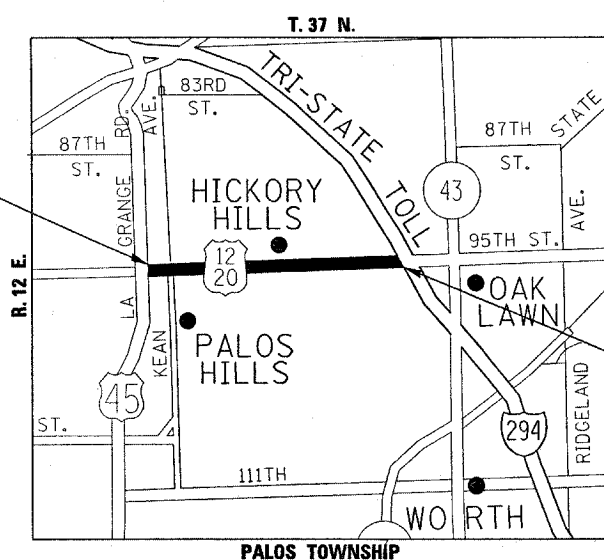 T. 37 N.
83RD
ST.
TRI-STATE TOLL
87TH
ST.
RD.
AVE.
LA GRANGE
87TH
ST.
STATE
43
HICKORY
HILLS
12
20
95TH ST.
AVE.
R. 12 E.
OAK
LAWN
KEAN
PALOS
HILLS
45
ST.
294
RIDGELAND
111TH
WORTH
PALOS TOWNSHIP